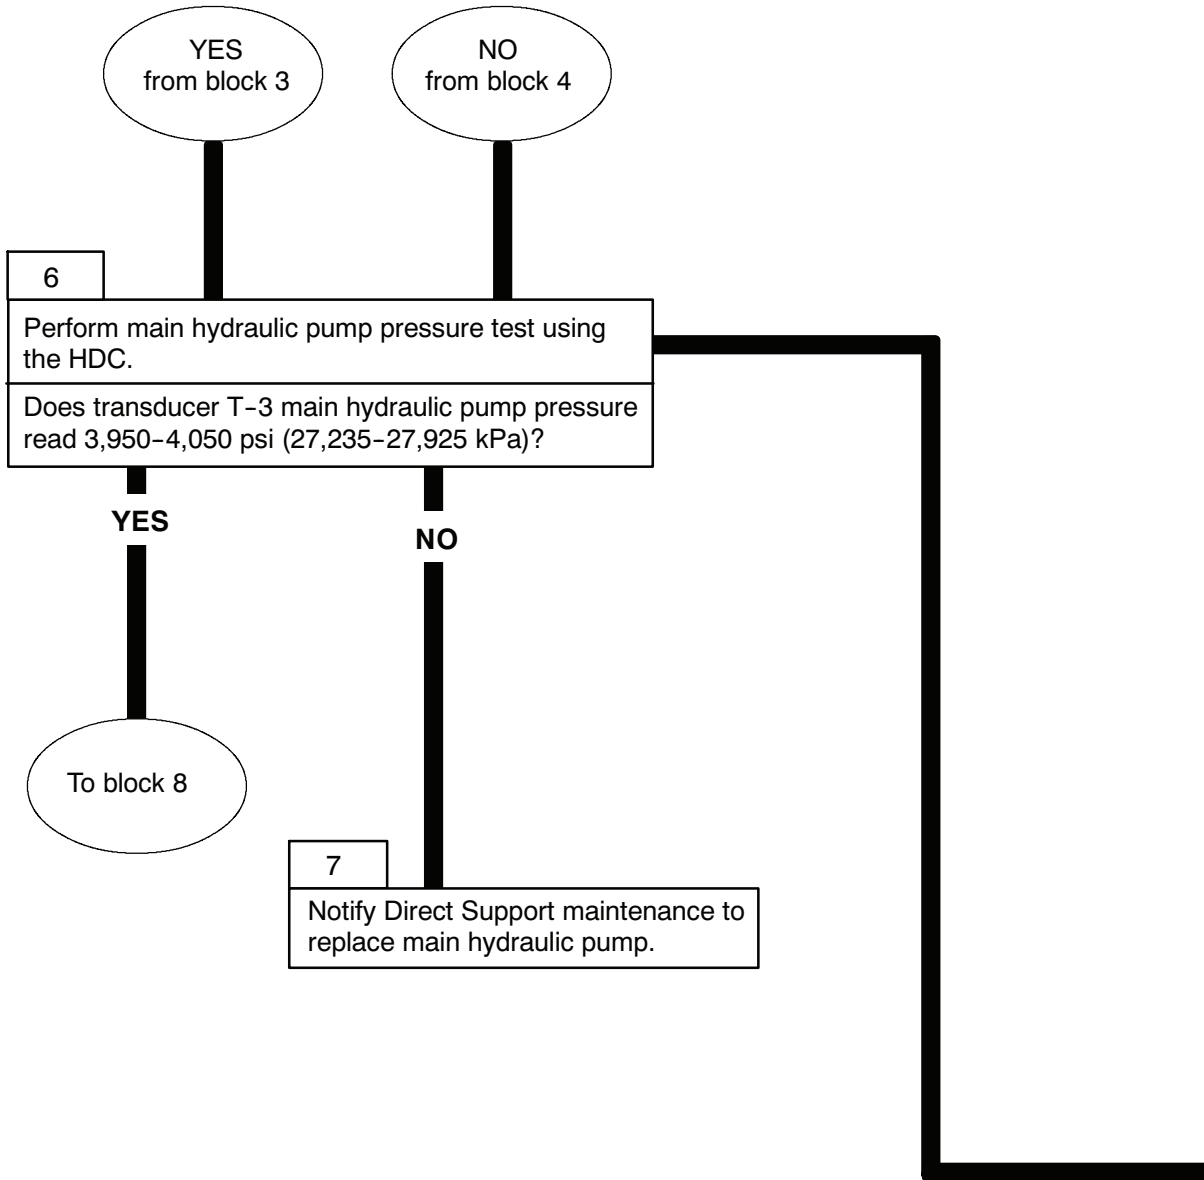 YES
from block 3
NO
from block 4
6
Perform main hydraulic pump pressure test using
the HDC.
Does transducer T-3 main hydraulic pump pressure
read 3,950-4,050 psi (27,235-27,925 kPa)?
YES
NO
To block 8
7
Notify Direct Support maintenance to
replace main hydraulic pump.